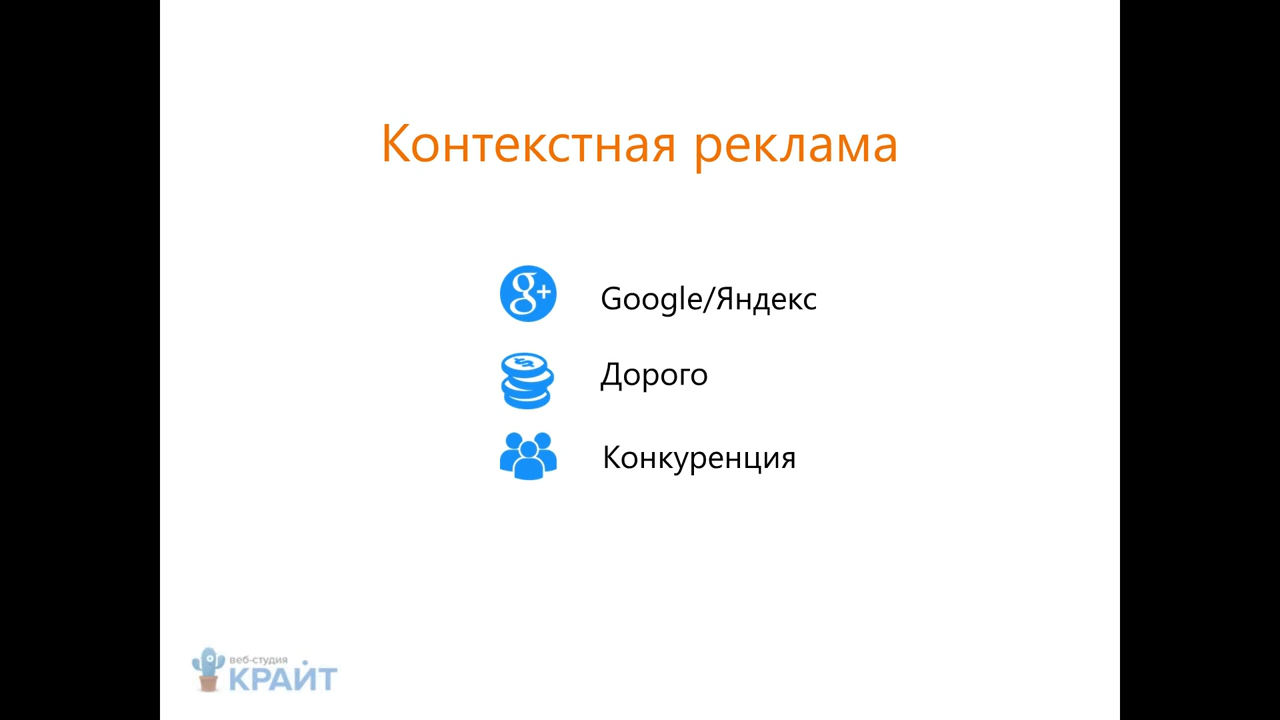 Контекстная реклама
g+
Google/Яндекс
$
Дорого
Конкуренция
веб-студия
КРАЙТ